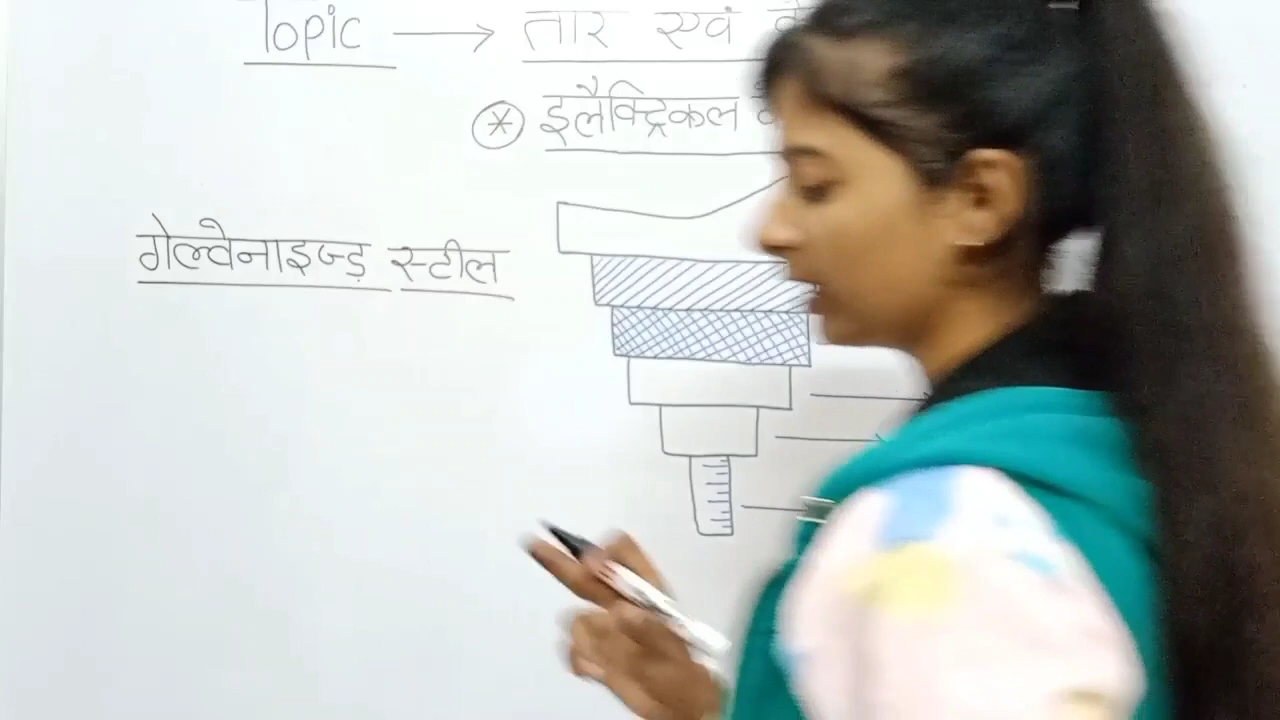 Topic → तार एवं
* इलैक्ट्रिकल
गेल्वेनाइज्ड़ स्टील